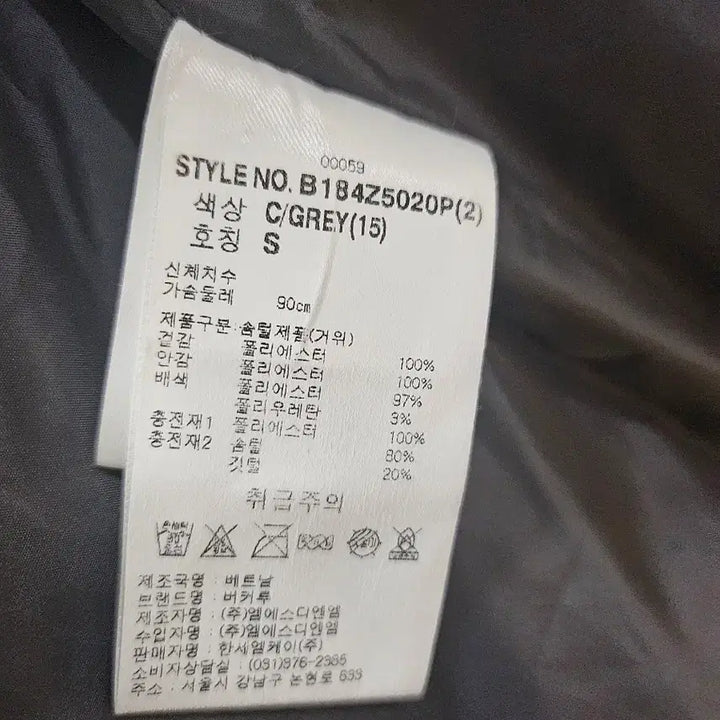 00059
STYLE NO. B184Z5020P(2)
색상 C/GREY(15)
호칭 S
신체치수
가슴둘레 90cm
제품구분:솜털제품(거위)
겉감 폴리에스터 100%
안감 폴리에스터 100%
배색 폴리에스터 97%
폴리우레탄 3%
충전재1 폴리에스터 100%
충전재2 솜털 80%
깃털 20%
취급주의
제조국명 : 베트남
브랜드명 : 버커루
제조자명 : (주)엠에스디엔엠
수입자명 : (주)엠에스디엔엠
판매자명 : 한세엠케이(주)
소비자상담실 : (031)376-2385
주소 : 서울시 강남구 논현로 633